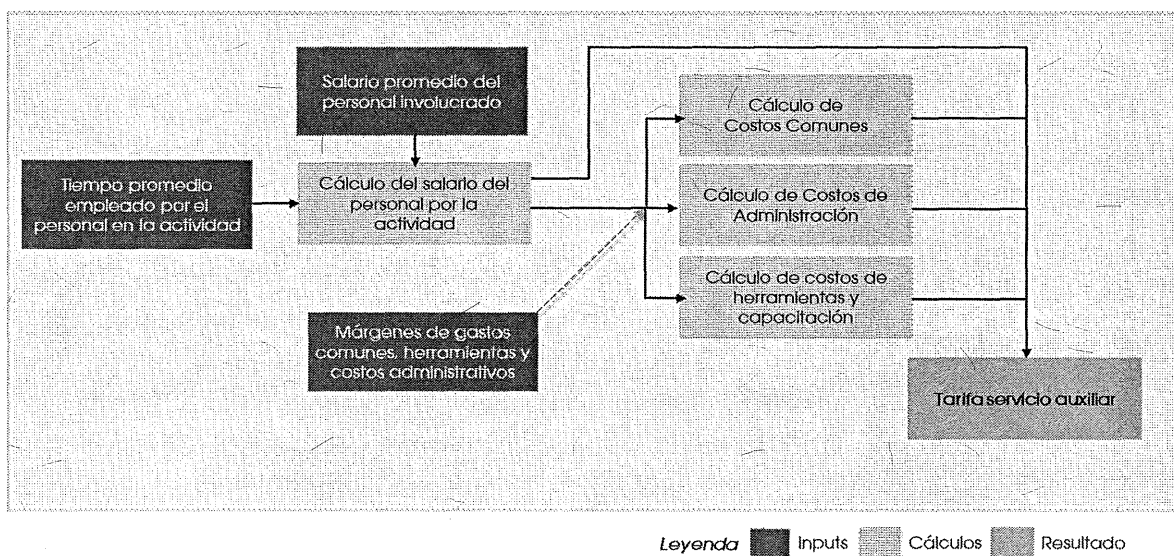 Salario promedio del
personal involucrado
Cálculo de
Costos Comunes
Tiempo promedio
empleado por el
personal en la actividad
Cálculo del salario del
personal por la
actividad
Cálculo de Costos de
Administración
Cálculo de costos de
herramientas y
capacitación
Márgenes de gastos
comunes, herramientas y
costos administrativos
Tarifa servicio auxiliar
Leyenda
Inputs
Cálculos
Resultado